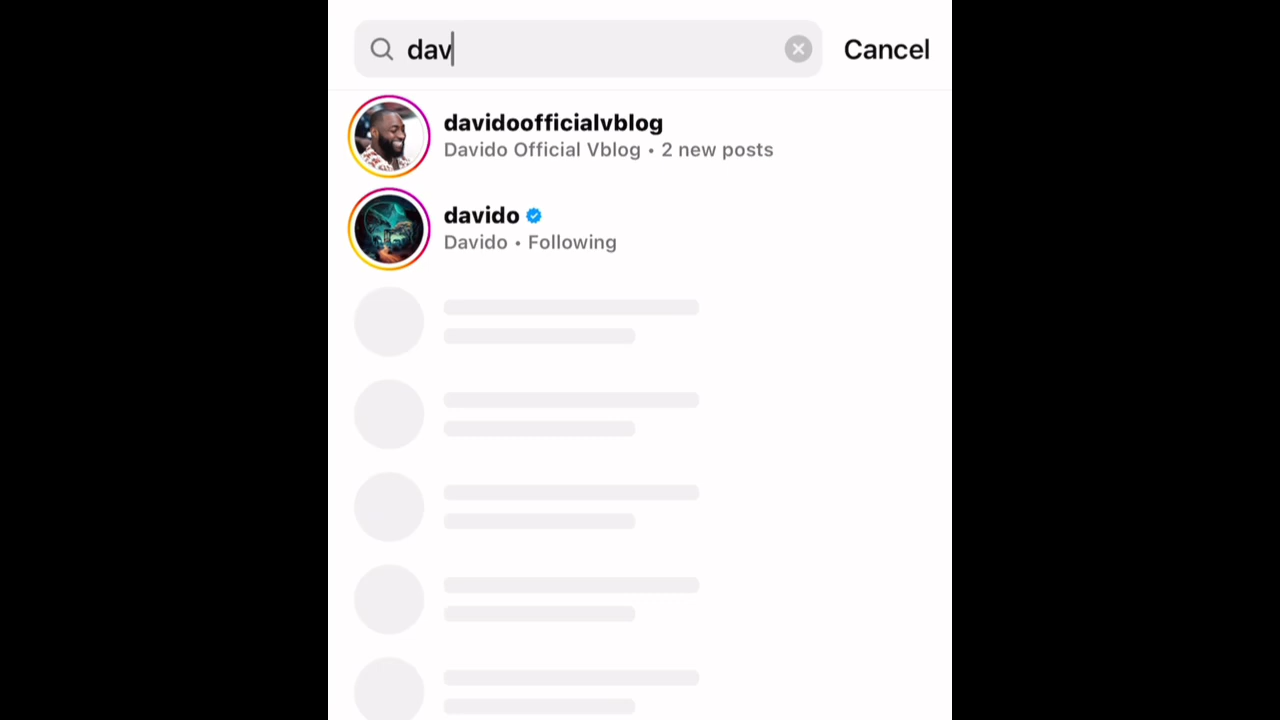 dav
Cancel
davidoofficialvblog
Davido Official Vblog • 2 new posts
davido
Davido • Following